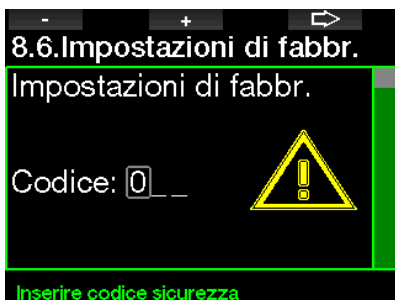 - +
8.6.Impostazioni di fabbr.
Impostazioni di fabbr.
Codice: 0_ _
!
Inserire codice sicurezza